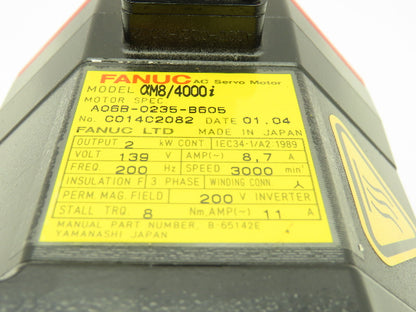 FANUC AC Servo Motor
MODEL αM8/4000i
MOTOR SPEC
A06B-0235-B605
No. C014C2082 DATE 01.04
FANUC LTD MADE IN JAPAN
OUTPUT 2 kW CONT IEC34-1/A2 1989
VOLT 139 V AMP(~) 8,7 A
FREQ 200 Hz SPEED 3000 min
INSULATION F 3 PHASE WINDING CONN. 人
PERM. MAG. FIELD 200 V INVERTER
STALL TRQ. 8 Nm, AMP(~) 11 A
MANUAL PART NUMBER, B-65142E
YAMANASHI JAPAN